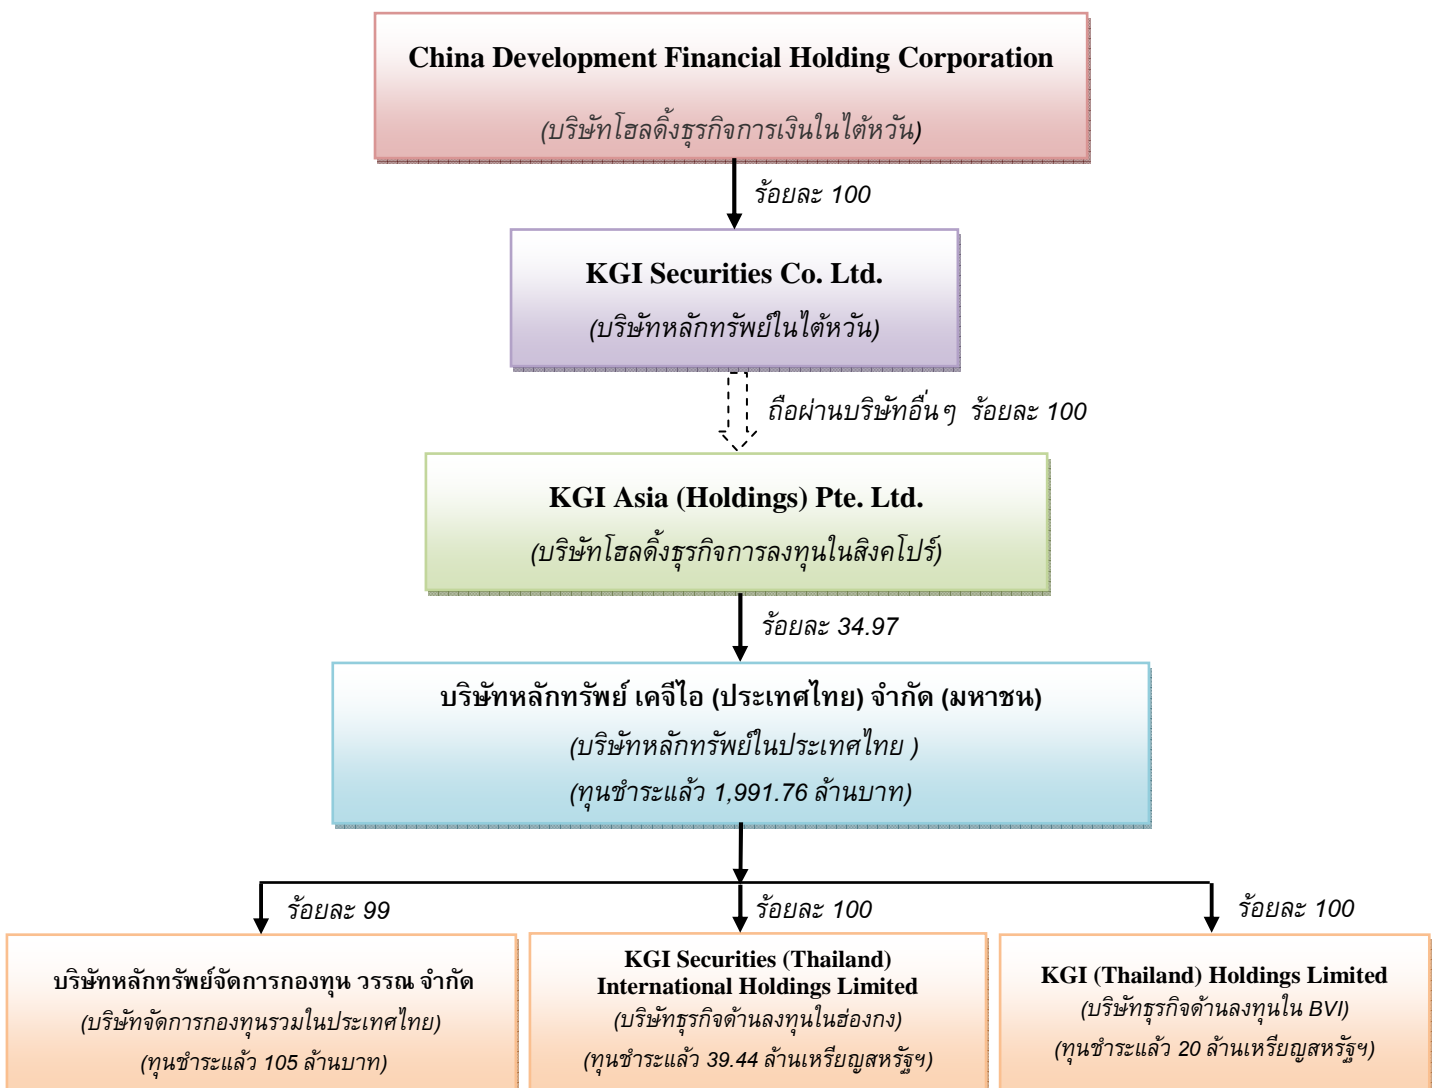 China Development Financial Holding Corporation
(บริษัทโฮลดิ้งธุรกิจการเงินในไต้หวัน)
ร้อยละ 100
KGI Securities Co. Ltd.
(บริษัทหลักทรัพย์ในไต้หวัน)
ถือผ่านบริษัทอื่นๆ ร้อยละ 100
KGI Asia (Holdings) Pte. Ltd.
(บริษัทโฮลดิ้งธุรกิจการลงทุนในสิงคโปร์)
ร้อยละ 34.97
บริษัทหลักทรัพย์ เคจีไอ (ประเทศไทย) จำกัด (มหาชน)
(บริษัทหลักทรัพย์ในประเทศไทย )
(ทุนชำระแล้ว 1,991.76 ล้านบาท)
ร้อยละ 99
บริษัทหลักทรัพย์จัดการกองทุน วรรณ จำกัด
(บริษัทจัดการกองทุนรวมในประเทศไทย)
(ทุนชำระแล้ว 105 ล้านบาท)
ร้อยละ 100
KGI Securities (Thailand)
International Holdings Limited
(บริษัทธุรกิจด้านลงทุนในฮ่องกง)
(ทุนชำระแล้ว 39.44 ล้านเหรียญสหรัฐฯ)
ร้อยละ 100
KGI (Thailand) Holdings Limited
(บริษัทธุรกิจด้านลงทุนใน BVI)
(ทุนชำระแล้ว 20 ล้านเหรียญสหรัฐฯ)